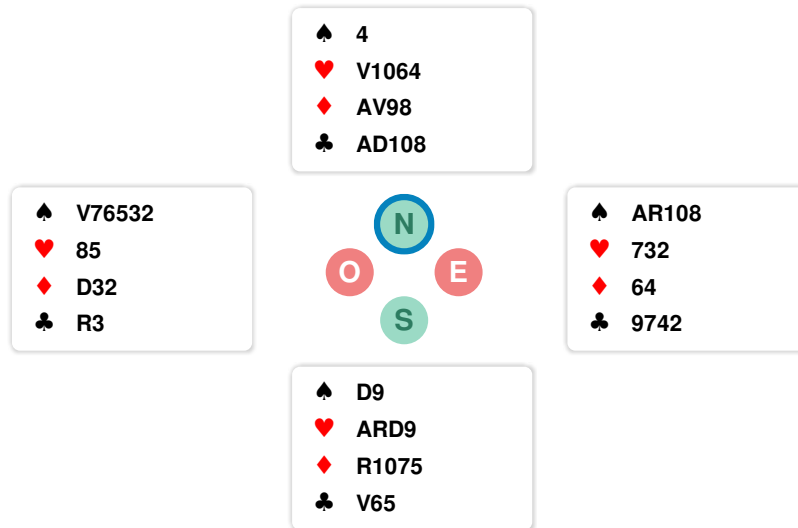 ♠ 4
♥ V1064
♦ AV98
♣ AD108
♠ V76532
♥ 85
♦ D32
♣ R3
N
O E
S
♠ AR108
♥ 732
♦ 64
♣ 9742
♠ D9
♥ ARD9
♦ R1075
♣ V65